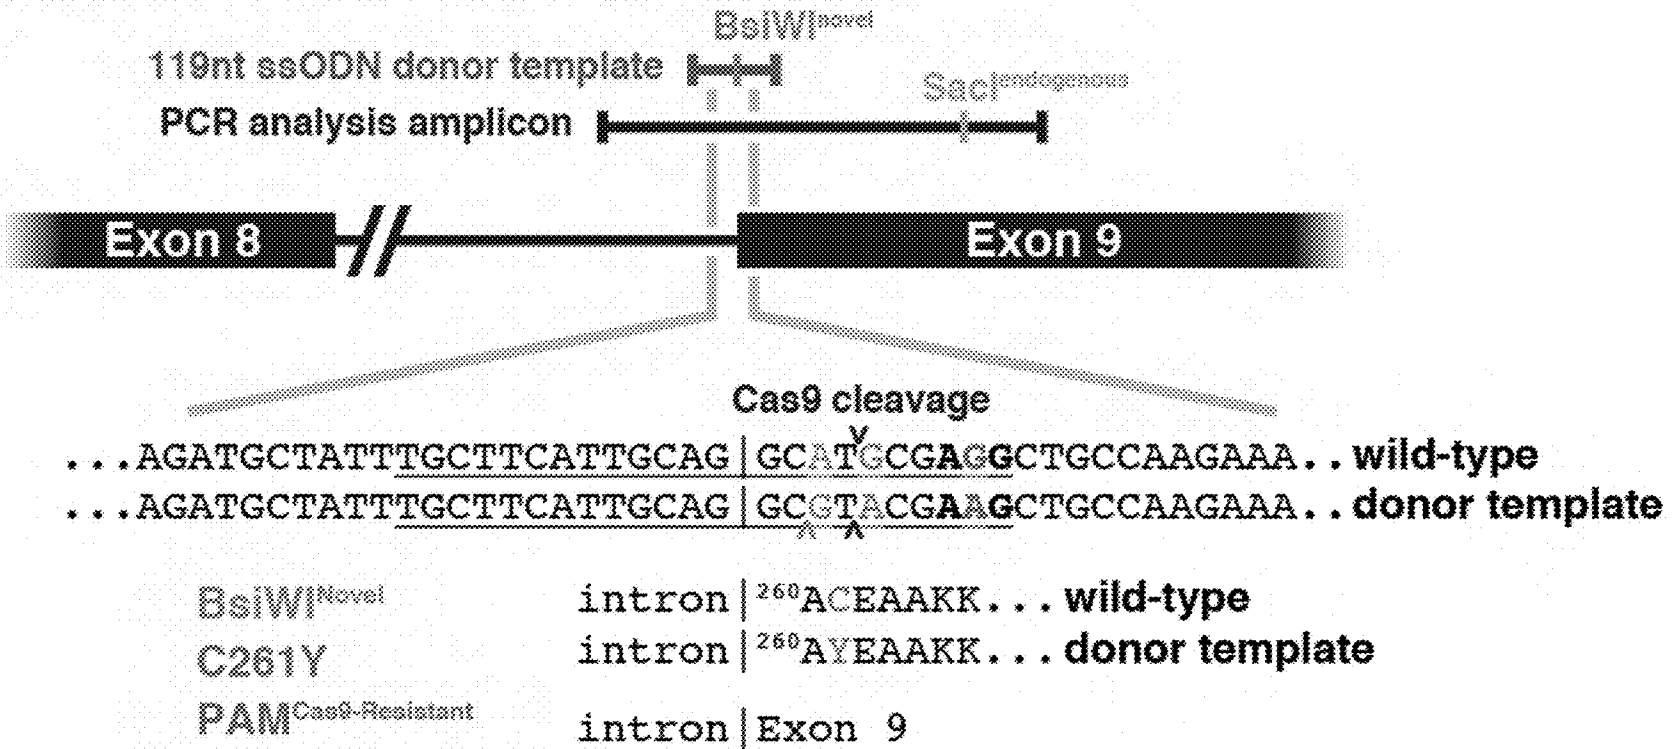 BsiWI^novel
119nt ssODN donor template
SacI^endogenous
PCR analysis amplicon
Exon 8
Exon 9
Cas9 cleavage
...AGATGCTATTTGCTTCATTGCAG|GCATGCGAGGCTGCCAAGAAA.. wild-type
...AGATGCTATTTGCTTCATTGCAG|GCGTACGAAGCTGCCAAGAAA.. donor template
BsiWI^Novel
intron|^260ACEAAKK... wild-type
C261Y
intron|^260AYEAAKK... donor template
PAM^Cas9-Resistant
intron|Exon 9